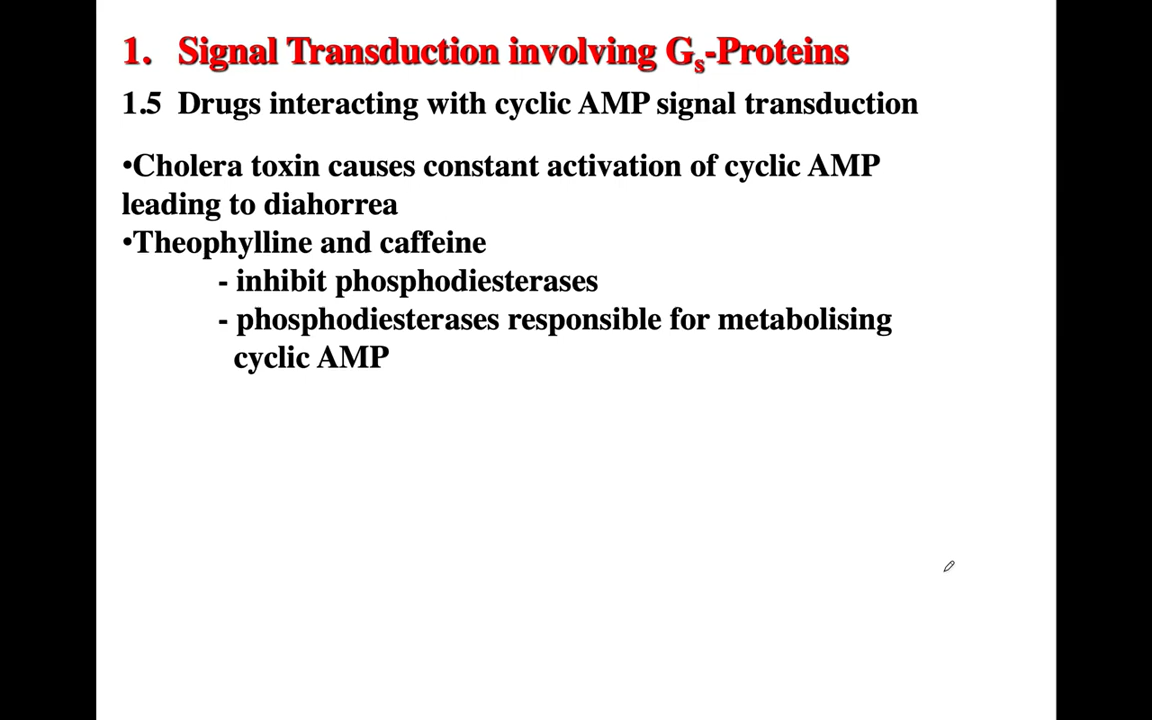 1. Signal Transduction involving Gs-Proteins
1.5 Drugs interacting with cyclic AMP signal transduction
•Cholera toxin causes constant activation of cyclic AMP
leading to diahorrea
•Theophylline and caffeine
- inhibit phosphodiesterases
- phosphodiesterases responsible for metabolising
cyclic AMP